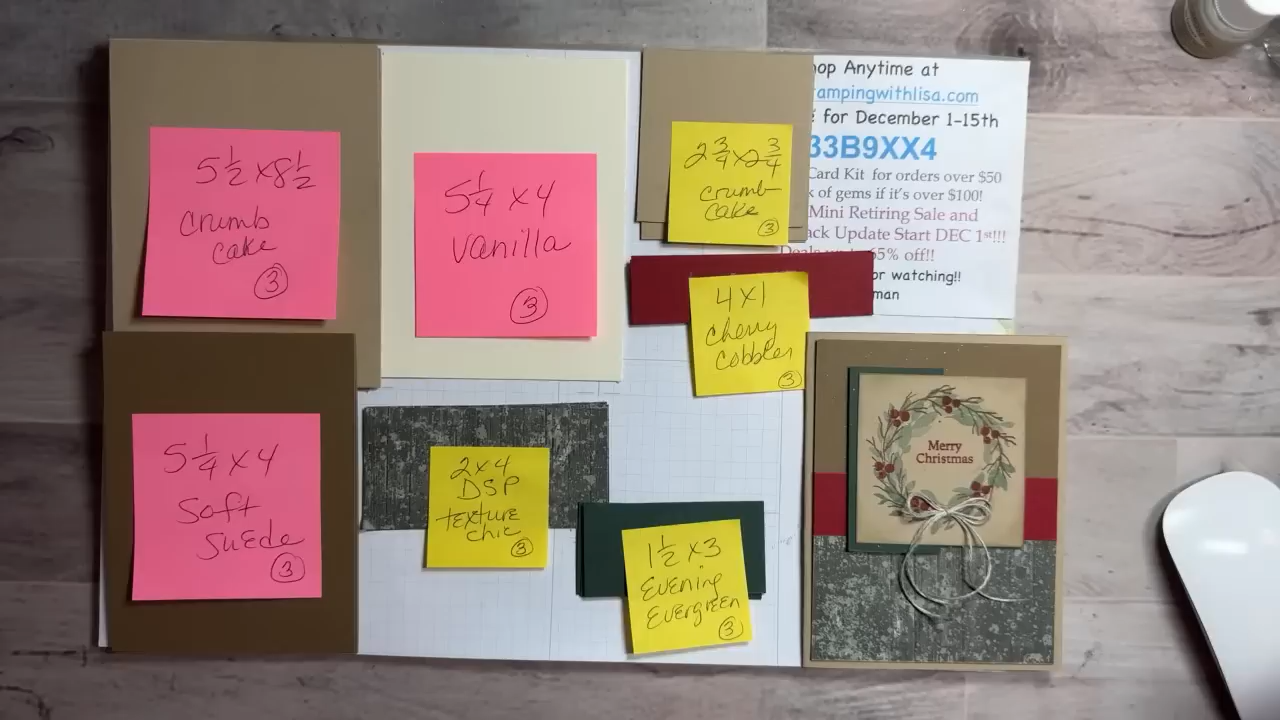 5 1/2 x 8 1/2
crumb
cake
3
5 1/4 x 4
vanilla
3
2 3/4 x 2 3/4
crumb
cake
3
op Anytime at
ampingwithlisa.com
for December 1-15th
33B9XX4
Card Kit for orders over $50
of gems if it's over $100!
Mini Retiring Sale and
Update Start DEC 1st!!!
65% off!!
for watching!!
4 x 1
Cherry
Cobbler
3
5 1/4 x 4
Soft
Suede
3
2 x 4
DSP
texture
chic
3
1 1/2 x 3
Evening
Evergreen
3
Merry
Christmas